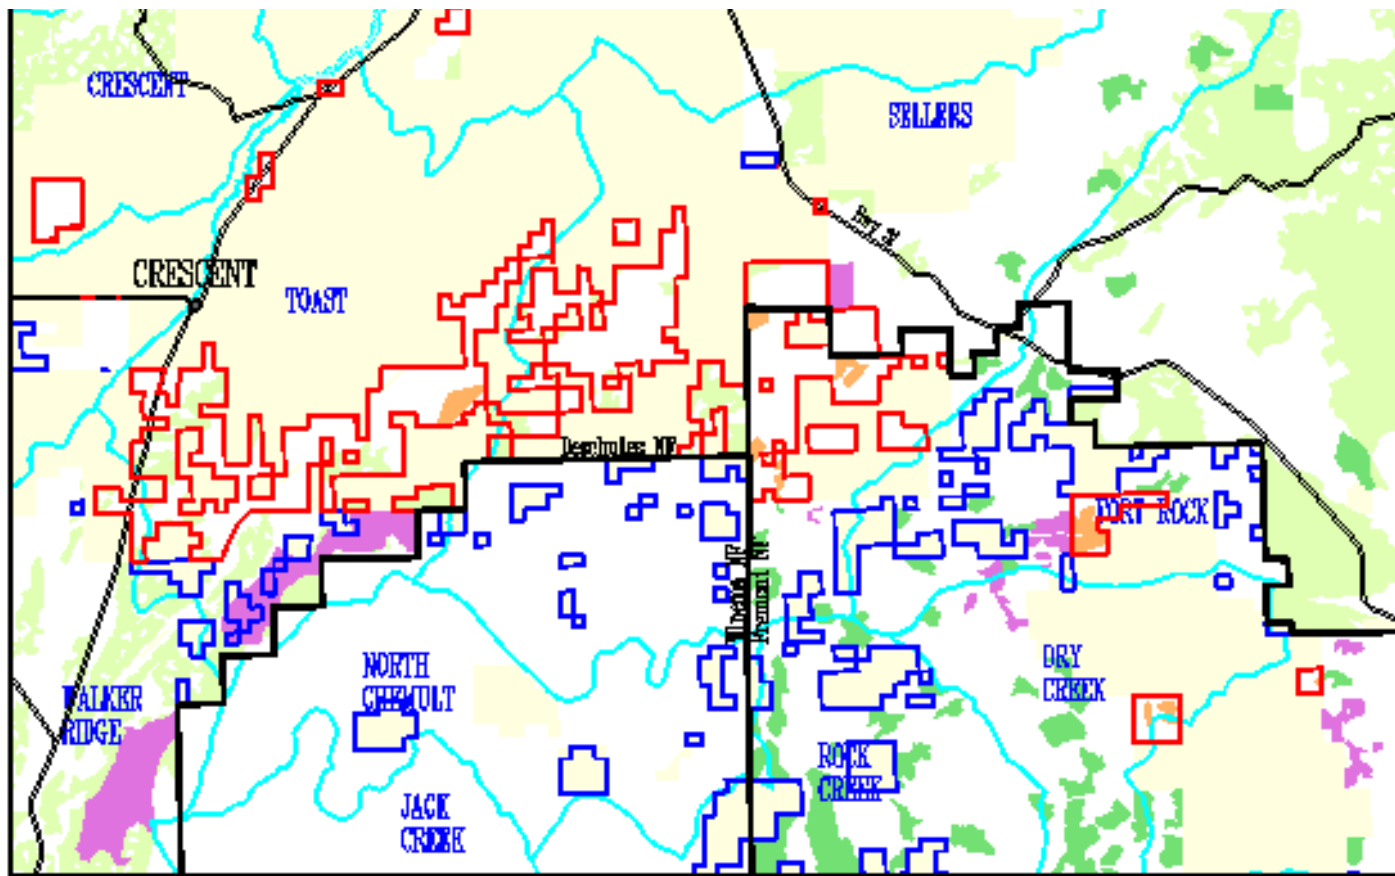 CRESCENT
SELLERS
Hwy 31
CRESCENT
TOAST
Deschutes NF
FORT ROCK
Winema NF
Fremont NF
NORTH
CHEMULT
DRY
CREEK
WALKER
RIDGE
ROCK
CREEK
JACK
CREEK